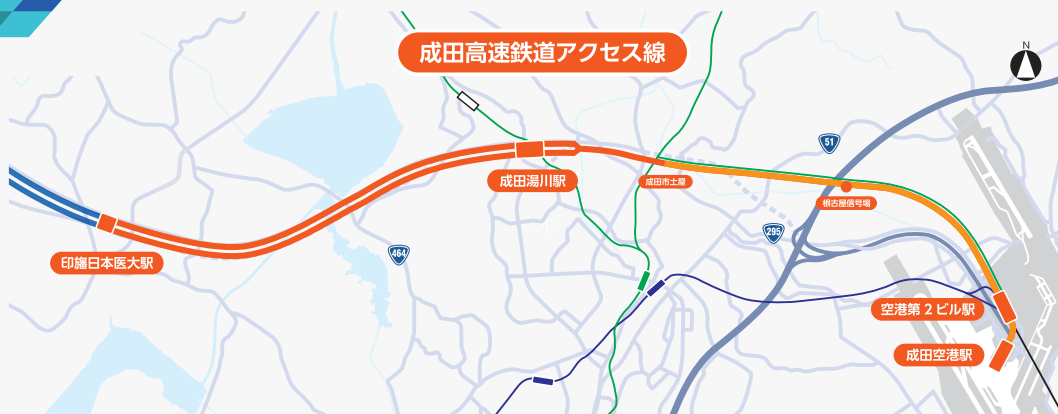 成田高速鉄道アクセス線
N
51
成田湯川駅
成田市土屋
根古屋信号場
295
464
印旛日本医大駅
空港第2ビル駅
成田空港駅